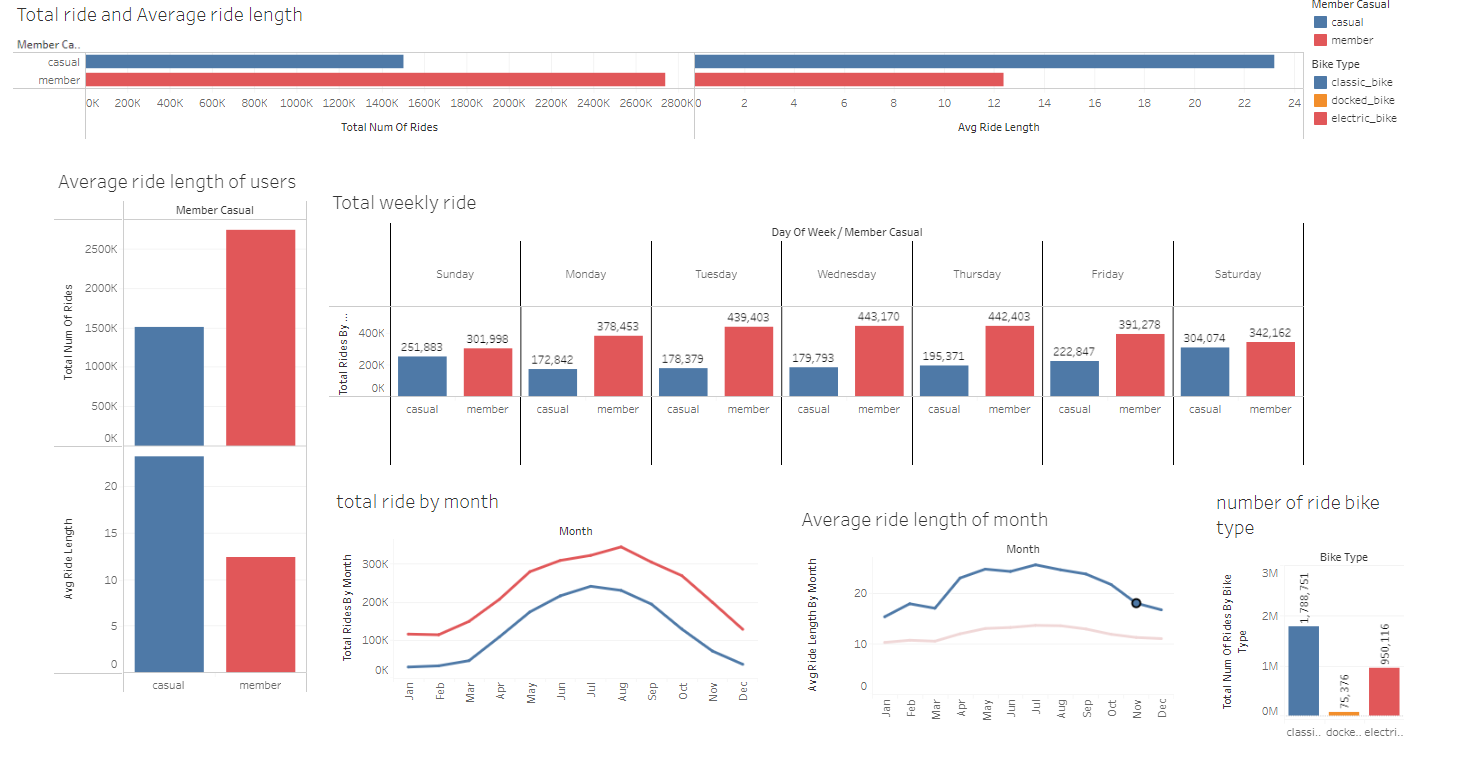 Total ride and Average ride length
Member Ca..
casual
member
0K 200K 400K 600K 800K 1000K 1200K 1400K 1600K 1800K 2000K 2200K 2400K 2600K 2800K
Total Num Of Rides
0 2 4 6 8 10 12 14 16 18 20 22 24
Avg Ride Length
Member Casual
casual
member
Bike Type
classic_bike
docked_bike
electric_bike
Average ride length of users
Member Casual
Total Num Of Rides
2500K
2000K
1500K
1000K
500K
0K
Avg Ride Length
20
15
10
5
0
casual member
Total weekly ride
Day Of Week / Member Casual
Sunday Monday Tuesday Wednesday Thursday Friday Saturday
Total Rides By ...
400K
200K
0K
251,883 301,998 172,842 378,453 178,379 439,403 179,793 443,170 195,371 442,403 222,847 391,278 304,074 342,162
casual member casual member casual member casual member casual member casual member casual member
total ride by month
Month
Total Rides By Month
300K
200K
100K
0K
Jan Feb Mar Apr May Jun Jul Aug Sep Oct Nov Dec
Average ride length of month
Month
Avg Ride Length By Month
20
10
0
Jan Feb Mar Apr May Jun Jul Aug Sep Oct Nov Dec
number of ride bike
type
Bike Type
Total Num Of Rides By Bike
Type
3M
2M
1M
0M
1,788,751
75,376
950,116
classi.. docke.. electri..